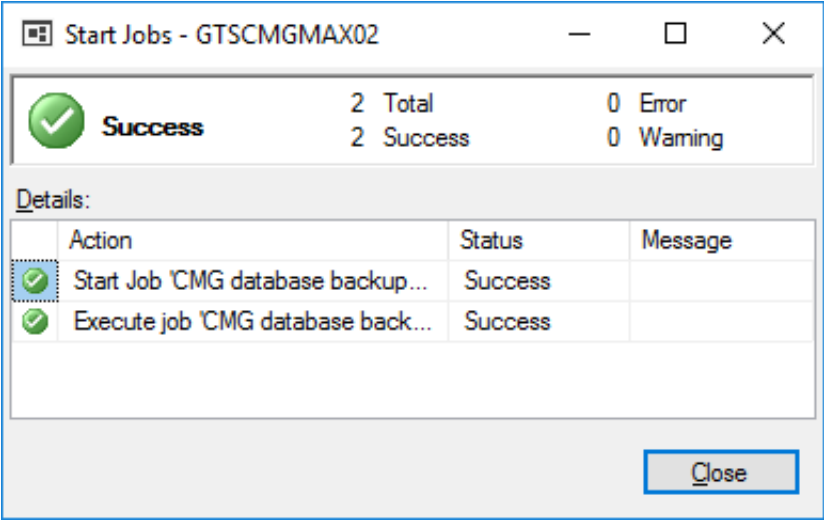 Start Jobs - GTSCMGMAX02
Success 2 Total 0 Error
2 Success 0 Warning
Details:
Action Status Message
Start Job 'CMG database backup... Success
Execute job 'CMG database back... Success
Close